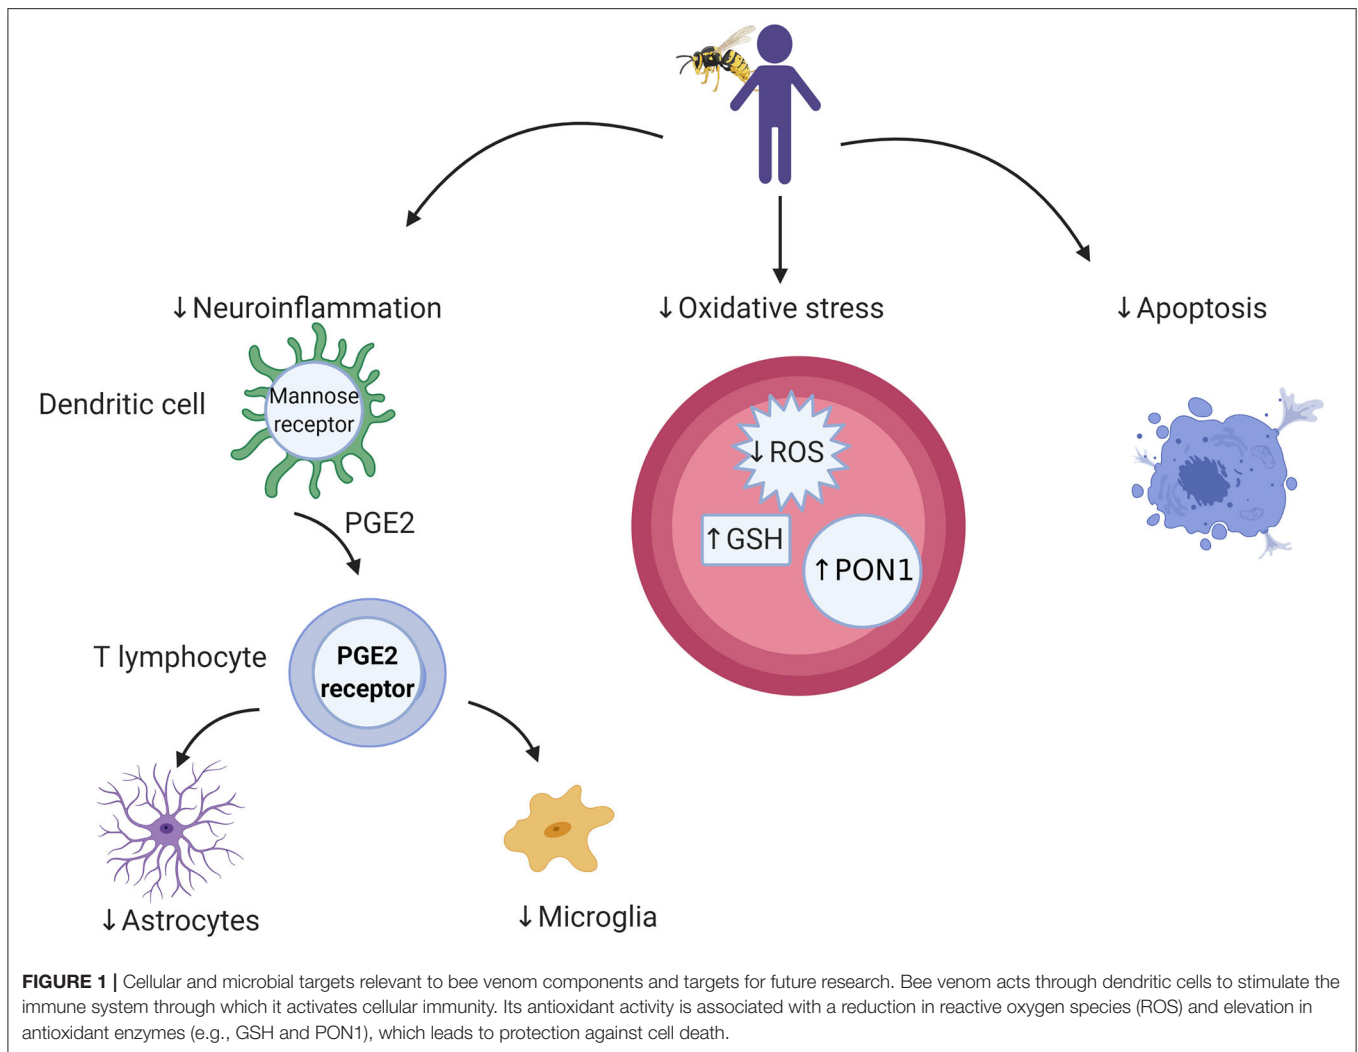 ↓Neuroinflammation
↓Oxidative stress
↓Apoptosis
Dendritic cell
Mannose
receptor
PGE2
T lymphocyte
PGE2
receptor
↓Astrocytes
↓Microglia
↓ROS
↑GSH
↑PON1
FIGURE 1 | Cellular and microbial targets relevant to bee venom components and targets for future research. Bee venom acts through dendritic cells to stimulate the
immune system through which it activates cellular immunity. Its antioxidant activity is associated with a reduction in reactive oxygen species (ROS) and elevation in
antioxidant enzymes (e.g., GSH and PON1), which leads to protection against cell death.